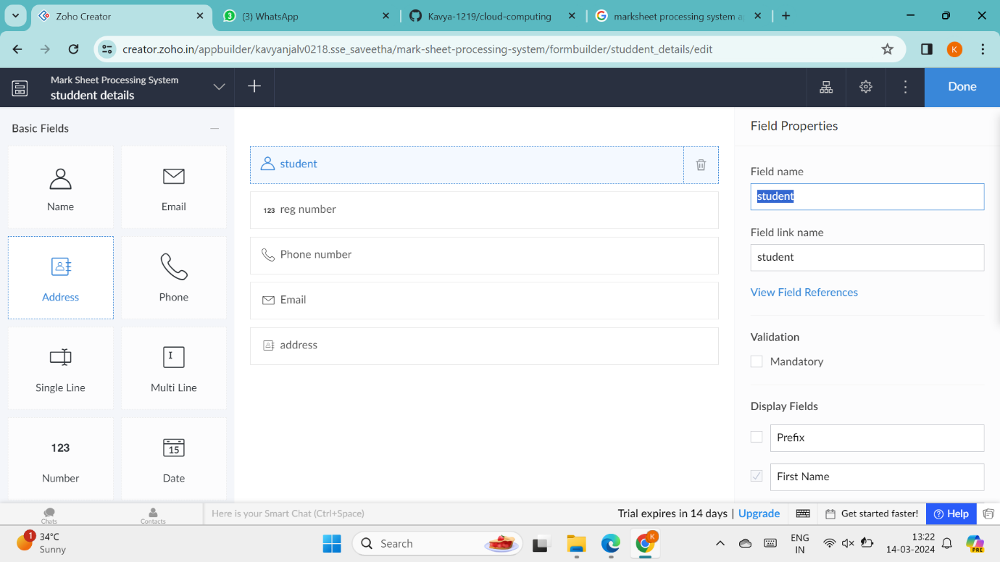 Zoho Creator
(3) WhatsApp
Kavya-1219/cloud-computing
marksheet processing system
creator.zoho.in/appbuilder/kavyanjalv0218.sse_saveetha/mark-sheet-processing-system/formbuilder/studdent_details/edit
K
Mark Sheet Processing System
studdent details
Done
Basic Fields
Name
Email
Address
Phone
Single Line
Multi Line
123
Number
15
Date
student
123 reg number
Phone number
Email
address
Field Properties
Field name
student
Field link name
student
View Field References
Validation
Mandatory
Display Fields
Prefix
First Name
Chats
Contacts
Here is your Smart Chat (Ctrl+Space)
Trial expires in 14 days | Upgrade
Get started faster!
Help
1
34°C
Sunny
Search
K
ENG
IN
13:22
14-03-2024
PRE